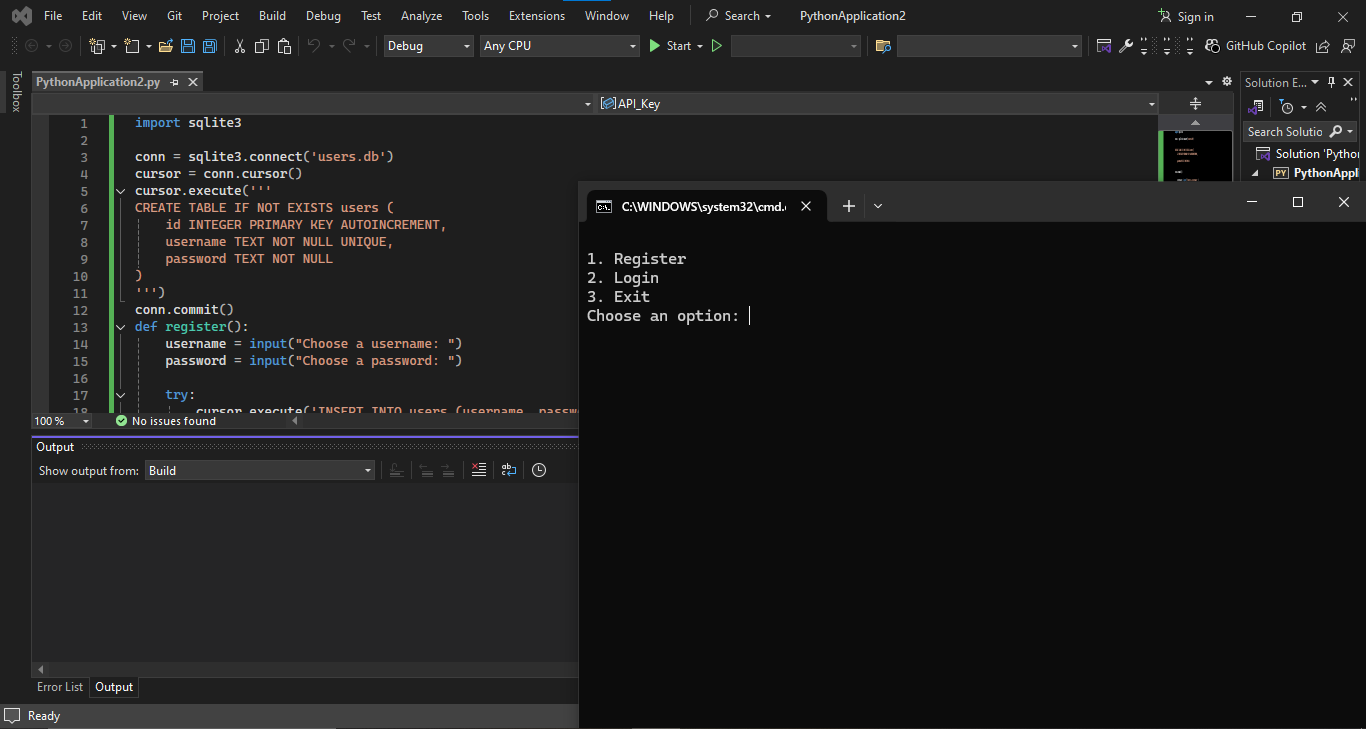 File Edit View Git Project Build Debug Test Analyze Tools Extensions Window Help Search PythonApplication2 Sign in
Debug Any CPU Start GitHub Copilot
Toolbox
PythonApplication2.py
Solution E...
API_Key
Search Solutio
Solution 'Pytho
PY PythonAppl
1 import sqlite3
2
3 conn = sqlite3.connect('users.db')
4 cursor = conn.cursor()
5 cursor.execute('''
6 CREATE TABLE IF NOT EXISTS users (
7 id INTEGER PRIMARY KEY AUTOINCREMENT,
8 username TEXT NOT NULL UNIQUE,
9 password TEXT NOT NULL
10 )
11 ''')
12 conn.commit()
13 def register():
14 username = input("Choose a username: ")
15 password = input("Choose a password: ")
16
17 try:
18 cursor.execute('INSERT INTO users (username, passw
100 % No issues found
Output
Show output from: Build
Error List Output
Ready
C:\WINDOWS\system32\cmd.
1. Register
2. Login
3. Exit
Choose an option: